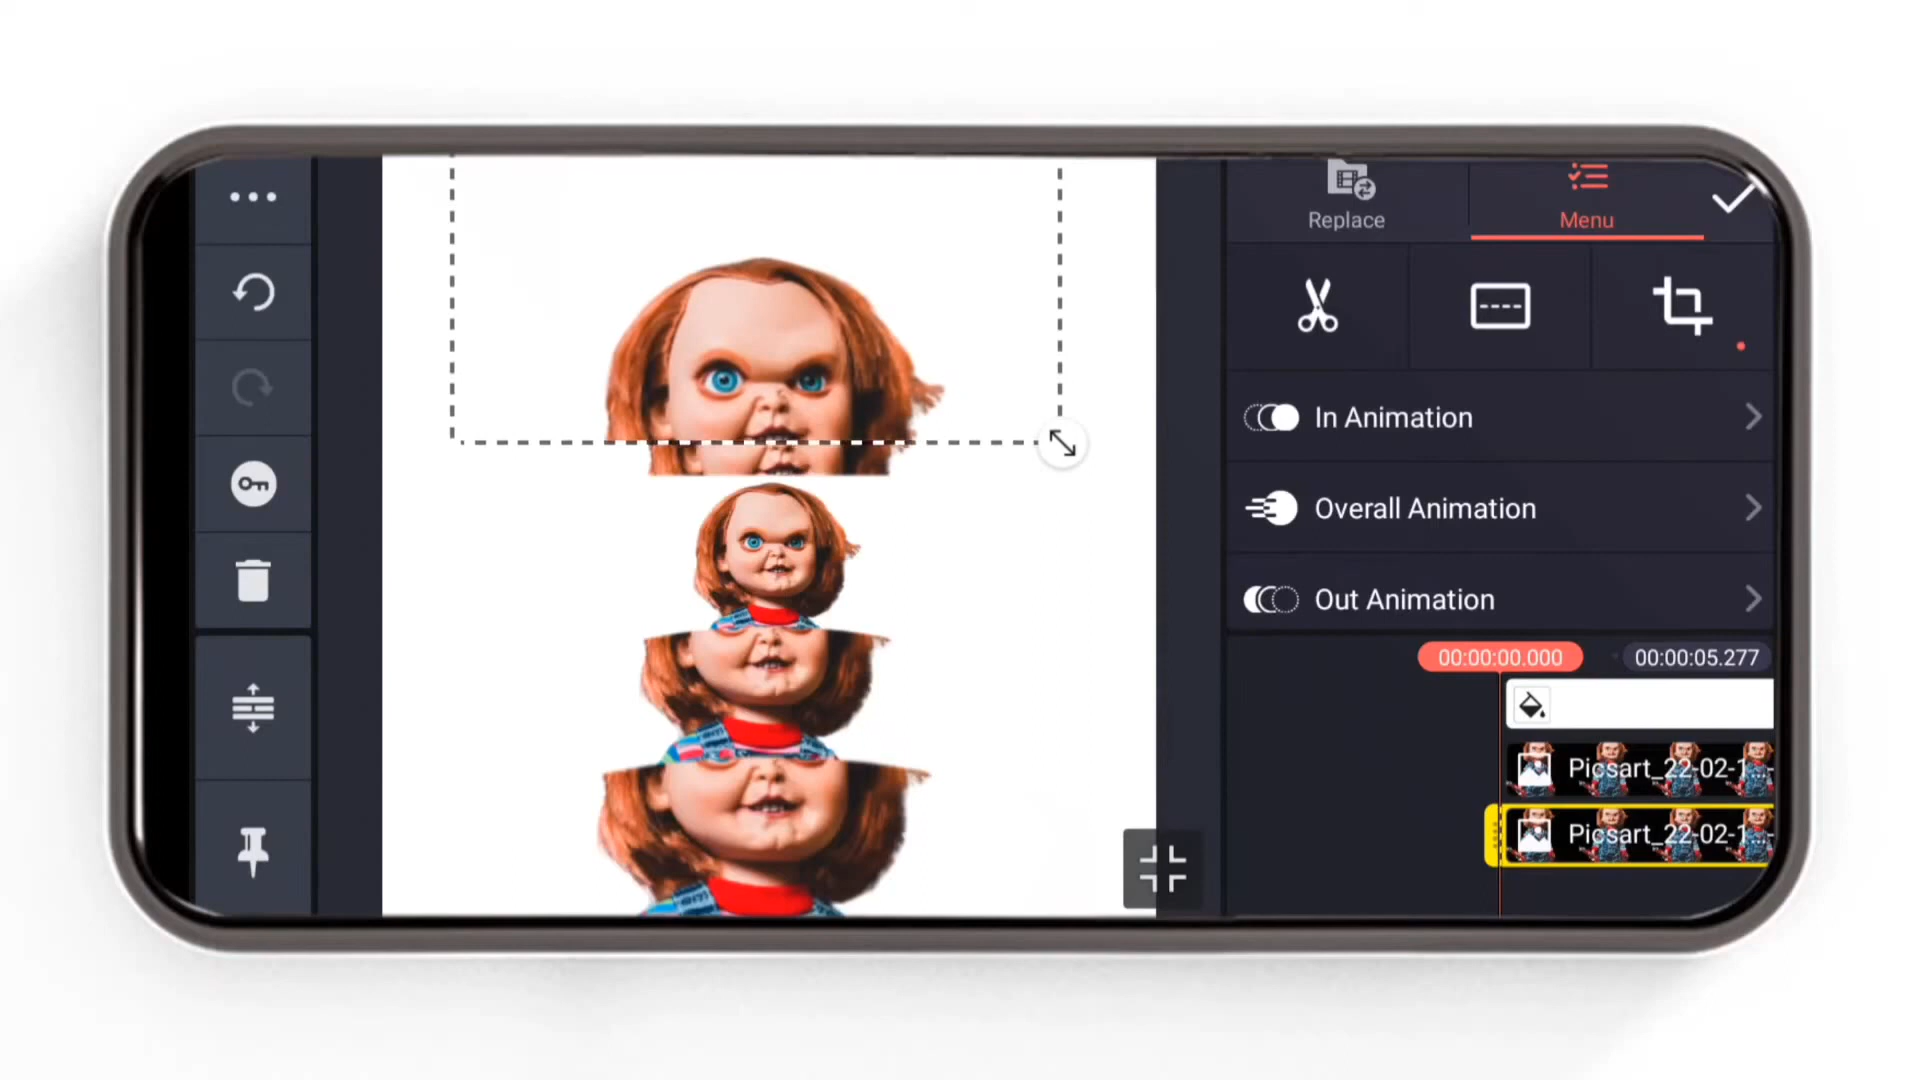 Replace
Menu
In Animation
Overall Animation
Out Animation
00:00:00.000
00:00:05.277
Picsart_22-02-1...
Picsart_22-02-1...